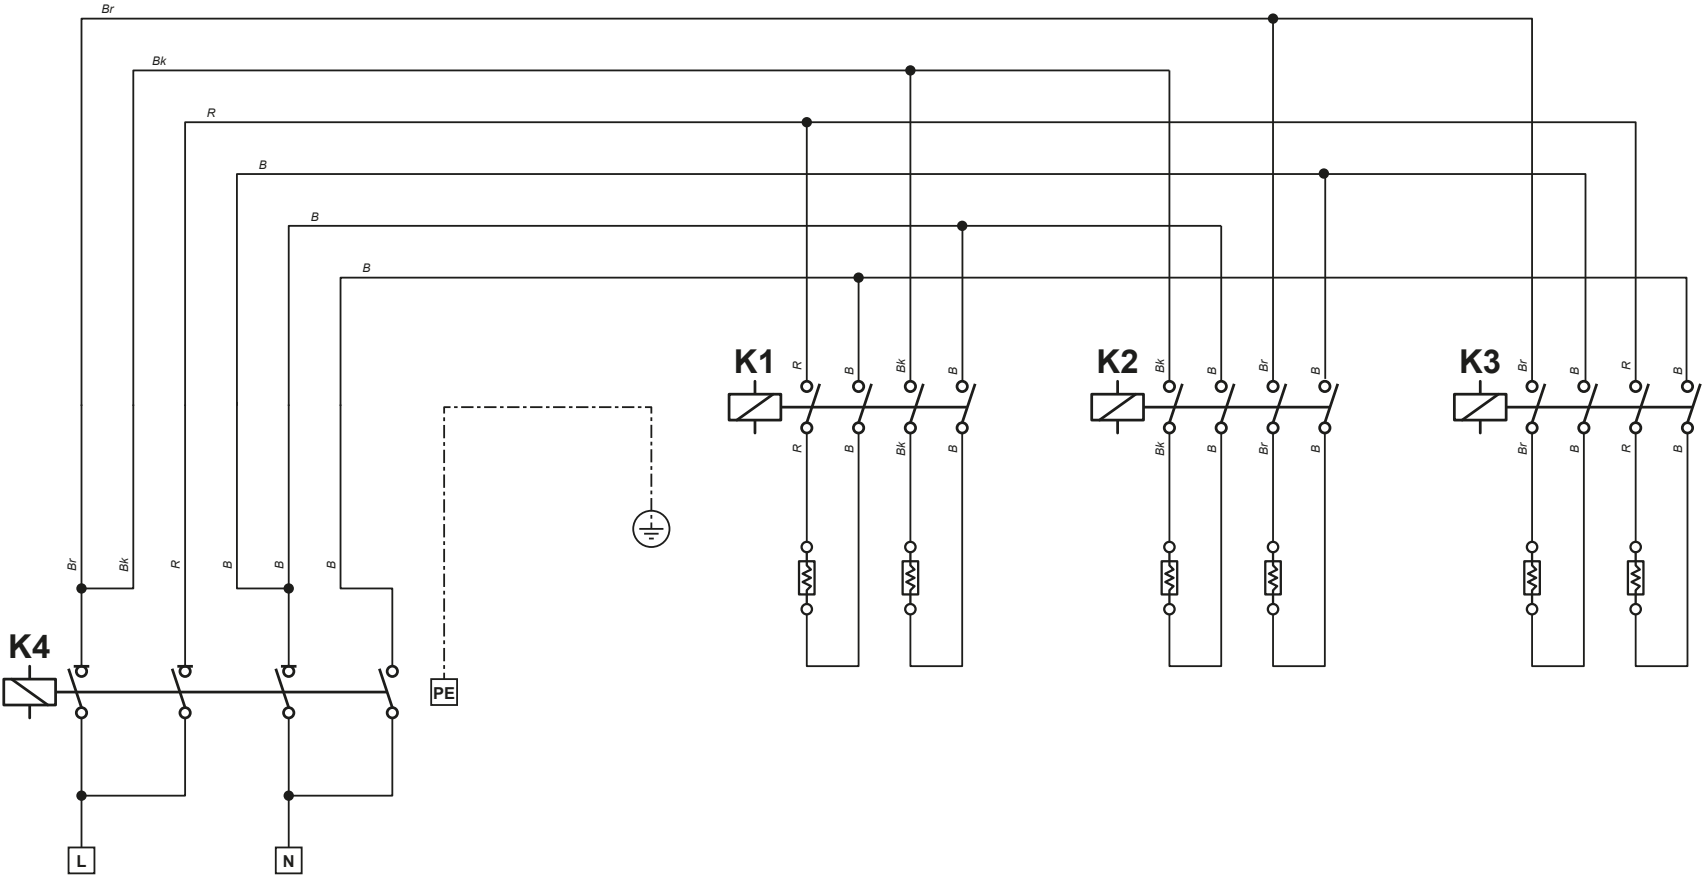 Br
Bk
R
B
B
B
K1 R B Bk B
K2 Bk B Br B
K3 Br B R B
R B Bk B
Bk B Br B
Br B R B
Br Bk R B B B
K4
PE
L N